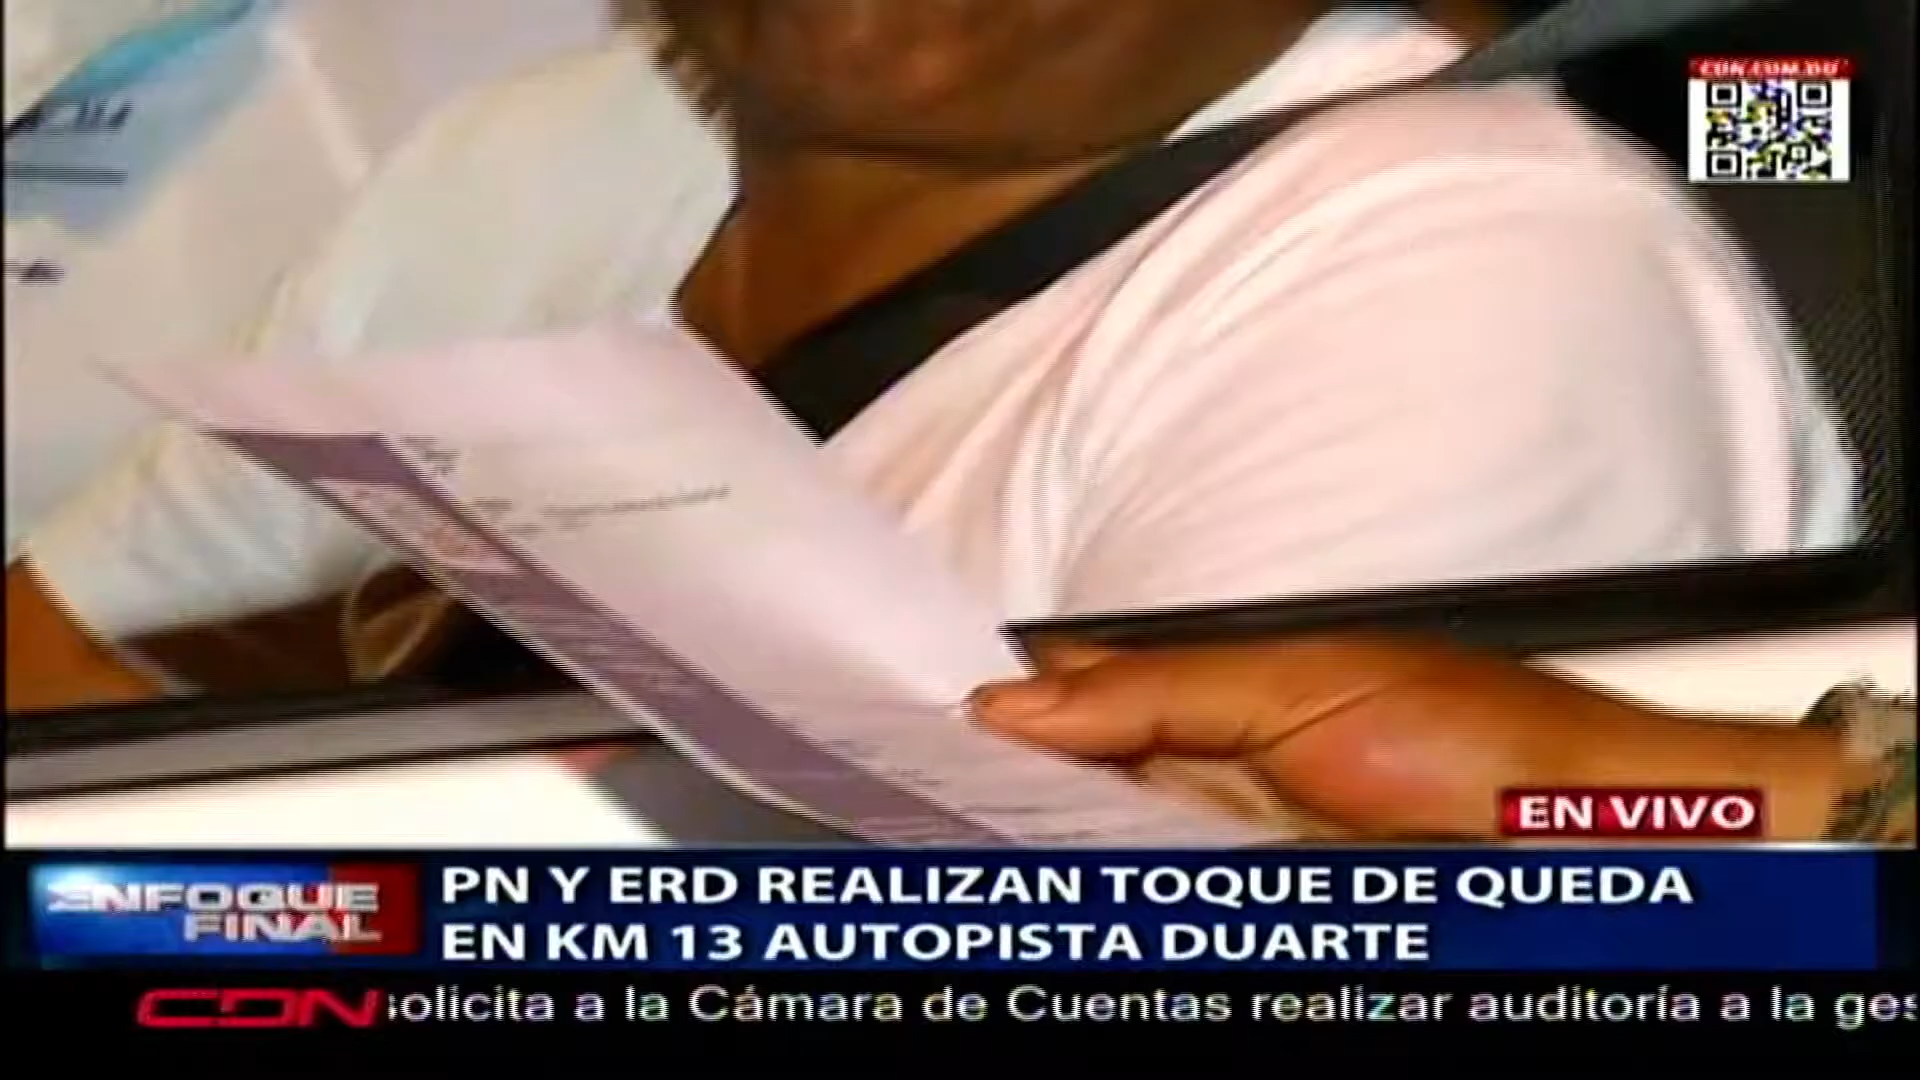 CDN.COM.DO
EN VIVO
ENFOQUE
FINAL
PN Y ERD REALIZAN TOQUE DE QUEDA
EN KM 13 AUTOPISTA DUARTE
CDN
solicita a la Cámara de Cuentas realizar auditoría a la ges